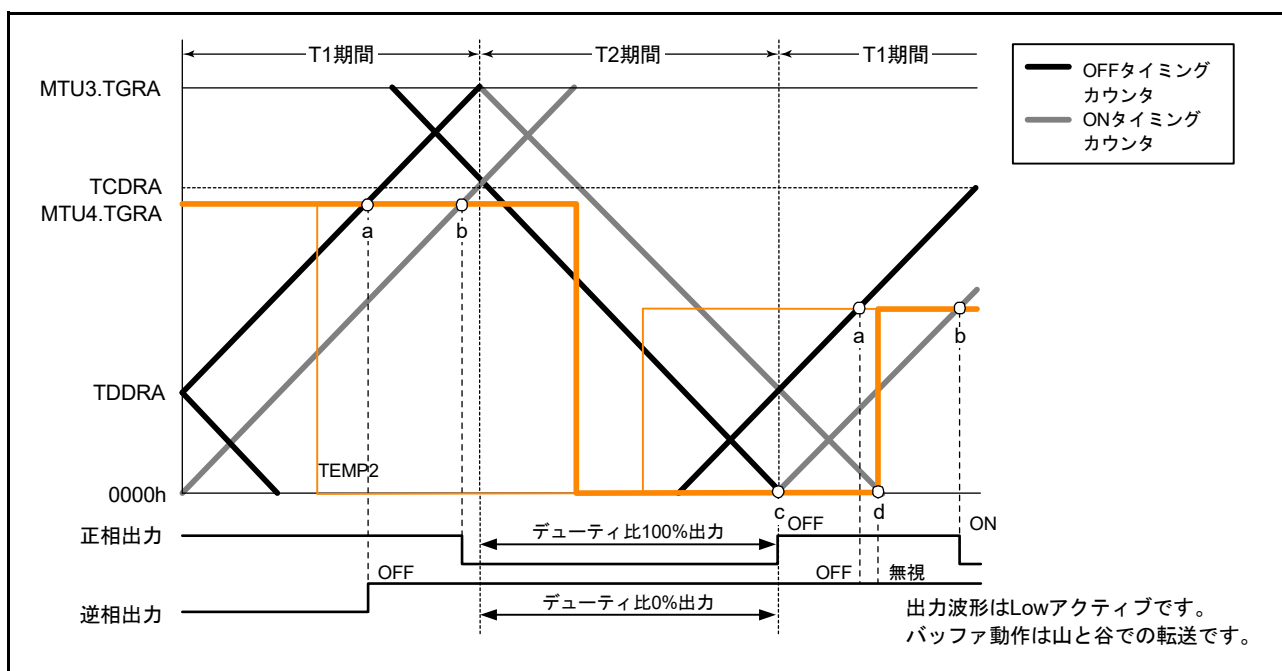 T1期間
T2期間
T1期間
OFFタイミング
カウンタ
ONタイミング
カウンタ
MTU3.TGRA
TCDRA
MTU4.TGRA
a
b
a
b
TDDRA
TEMP2
0000h
c
d
正相出力
デューティ比100%出力
OFF
ON
OFF
OFF
無視
逆相出力
デューティ比0%出力
出力波形はLowアクティブです。
バッファ動作は山と谷での転送です。